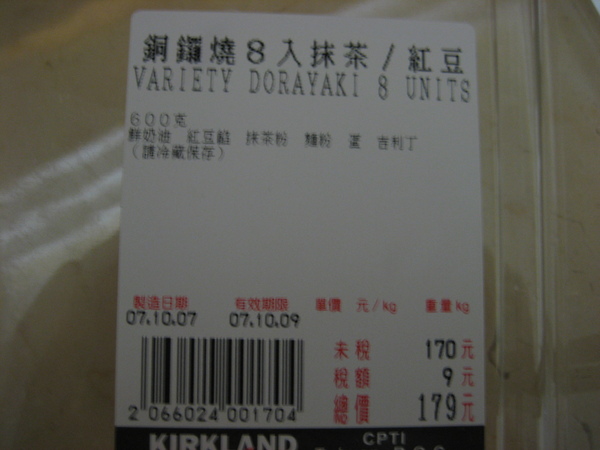 銅鑼燒8入抹茶/紅豆
VARIETY DORAYAKI 8 UNITS
600克
鮮奶油 紅豆餡 抹茶粉 麵粉 蛋 吉利丁
(請冷藏保存)
製造日期 有效期限 單價 元/kg 重量kg
07.10.07 07.10.09
未稅 170元
稅額 9元
總價 179元
2 066024 001704
KIRKLAND CPTI